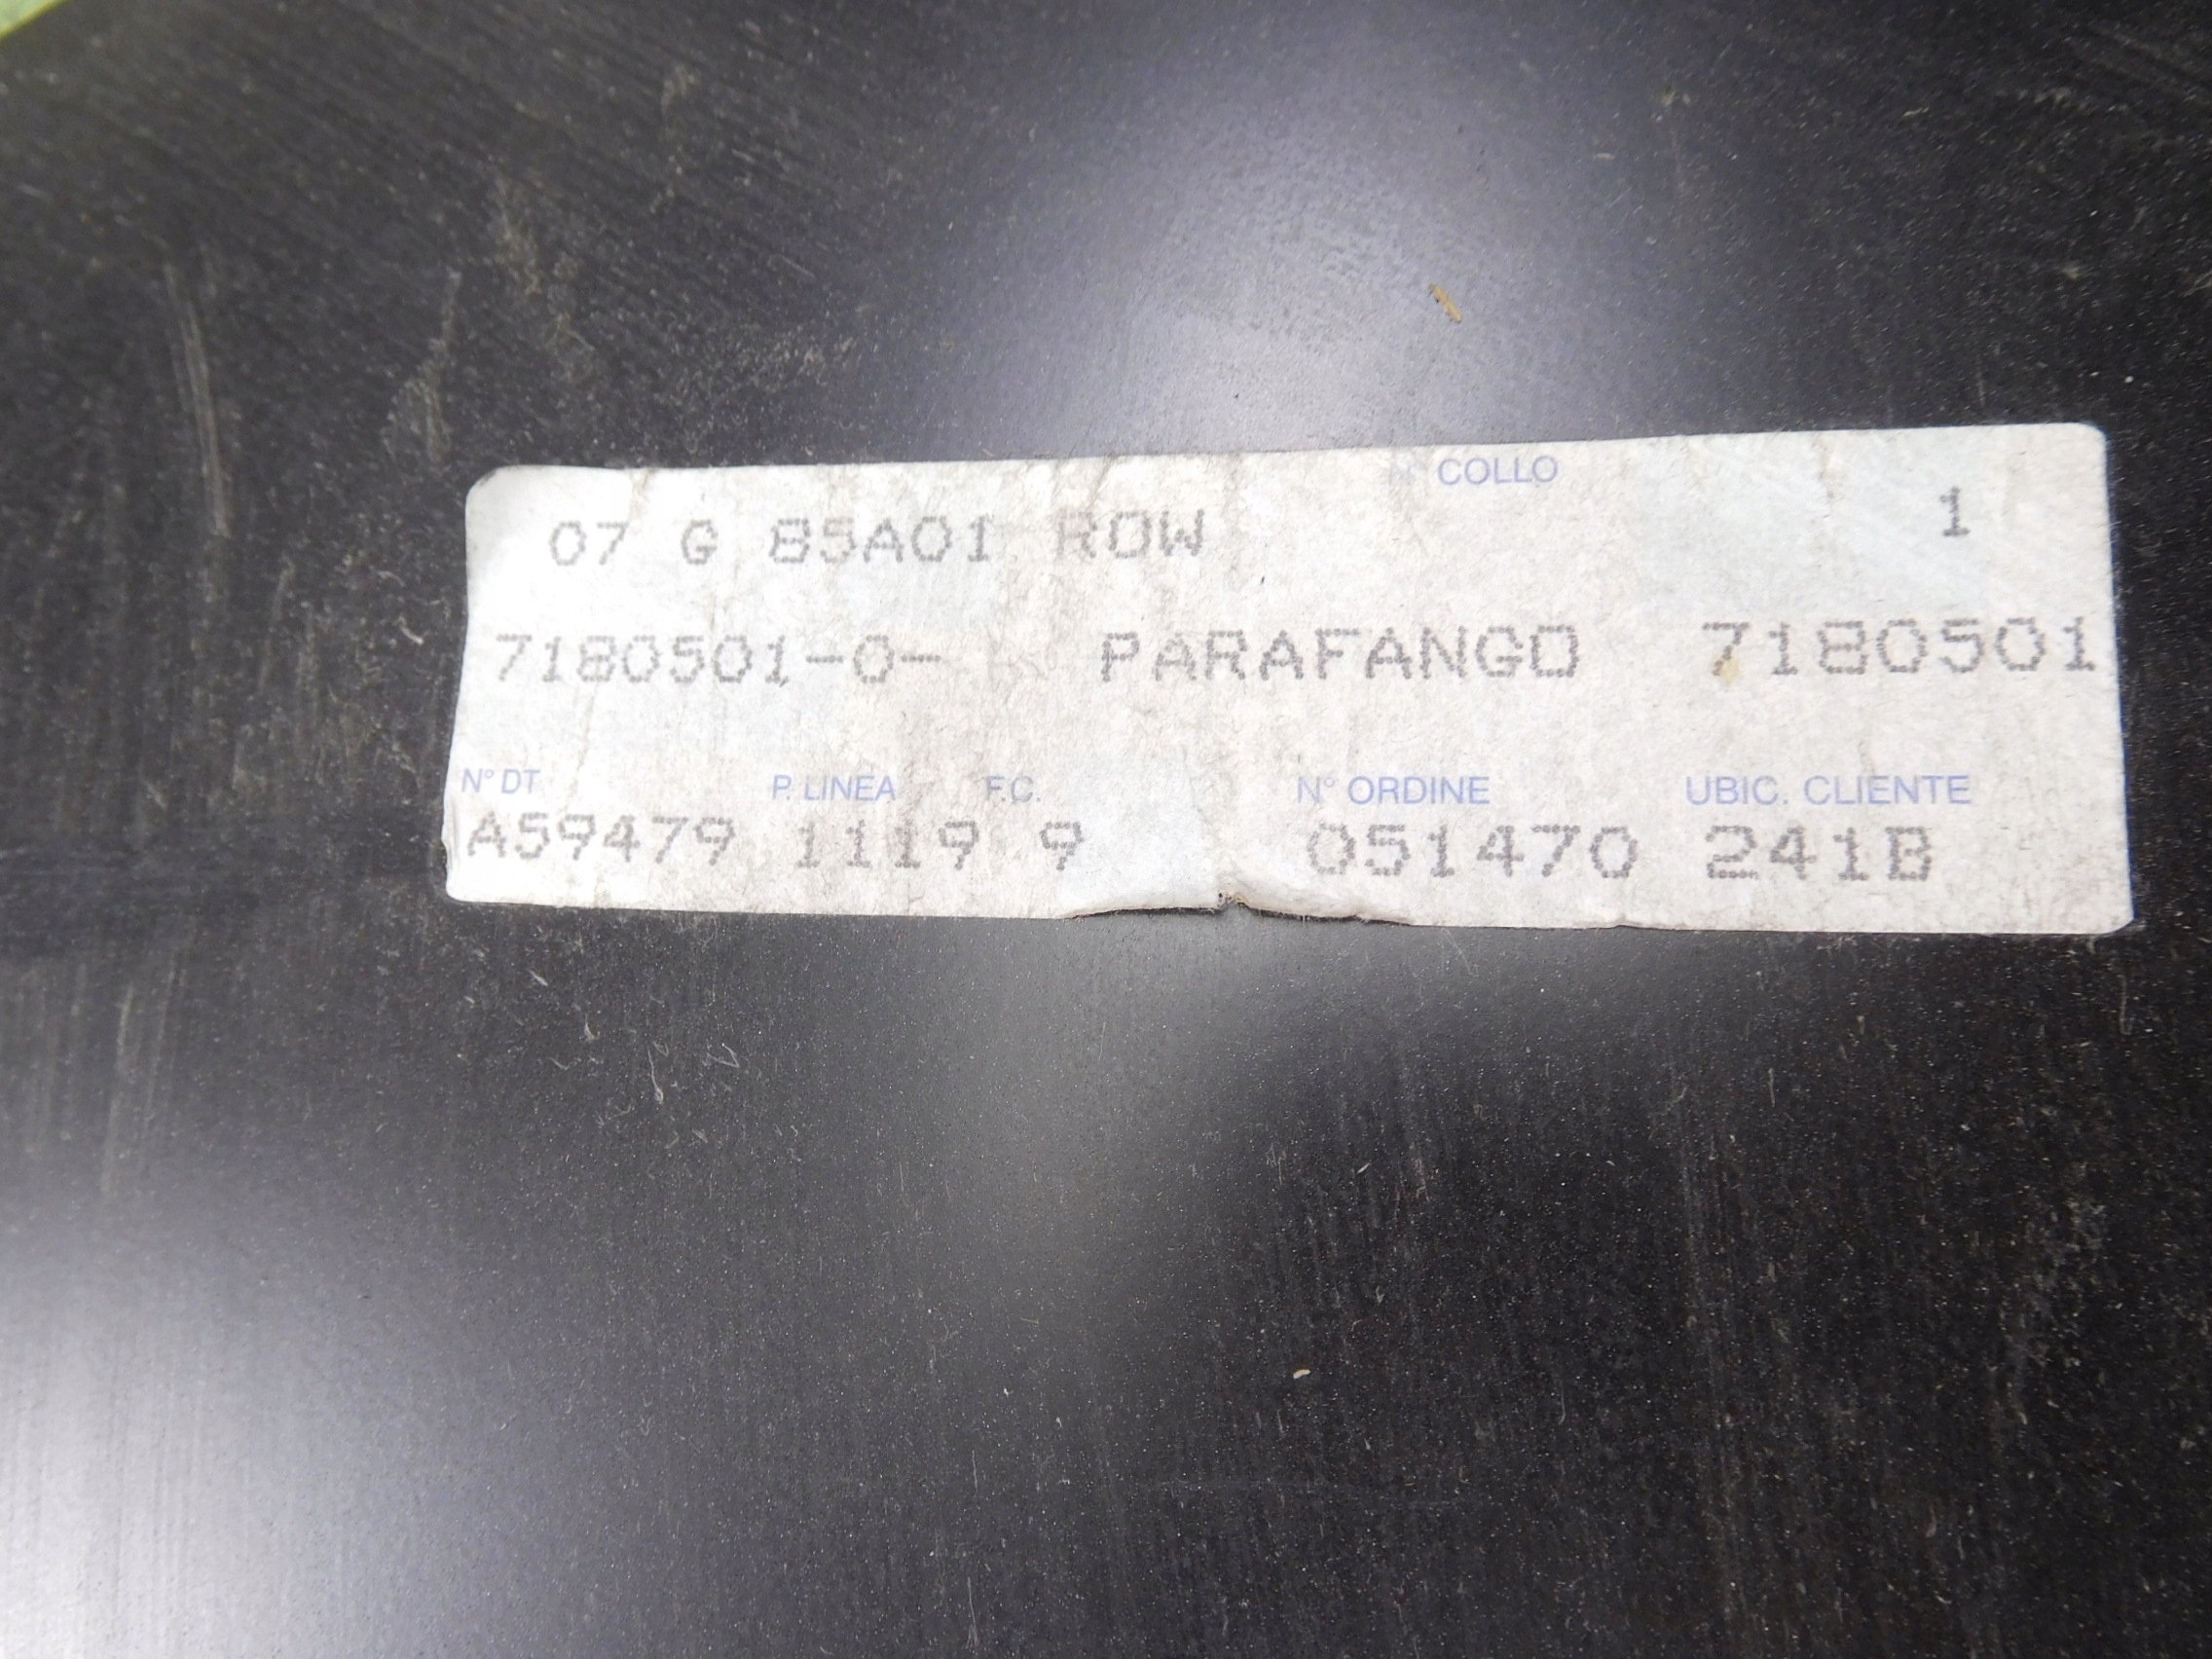 COLLO
07 G 85A01 ROW 1
7180501-0- PARAFANGO 7180501
N° DT P. LINEA F.C. N° ORDINE UBIC. CLIENTE
A59479 1119 9 051470 241B